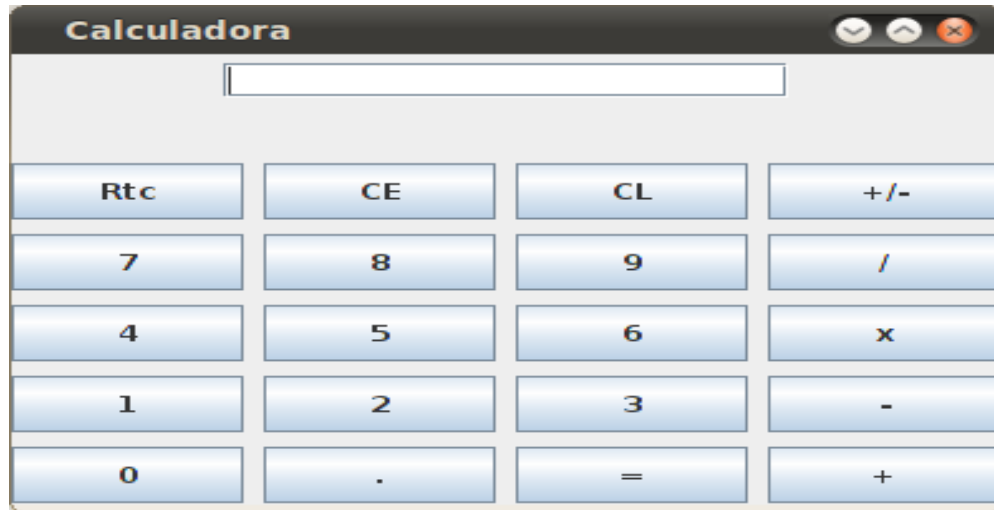 Calculadora
Rtc CE CL +/-
7 8 9 /
4 5 6 x
1 2 3 -
0 . = +